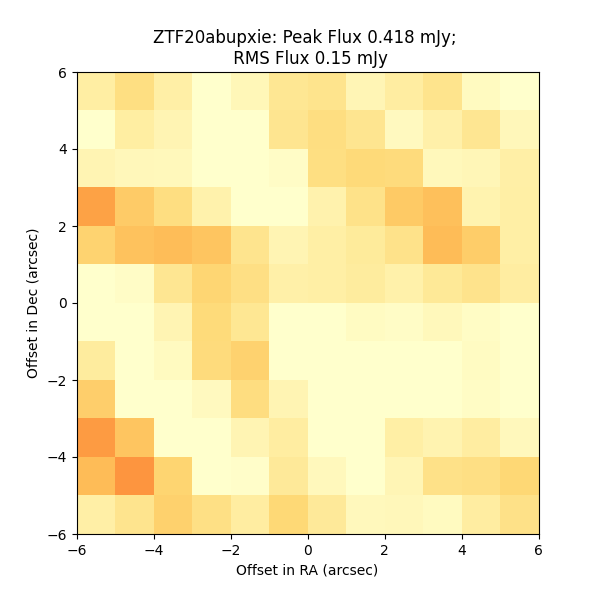 ZTF20abupxie: Peak Flux 0.418 mJy;
RMS Flux 0.15 mJy
6
4
2
0
−2
−4
−6
Offset in Dec (arcsec)
−6 −4 −2 0 2 4 6
Offset in RA (arcsec)